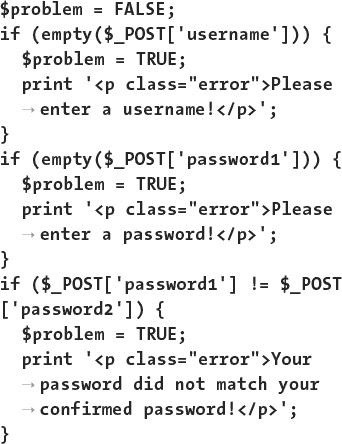 $problem = FALSE;
if (empty($_POST['username'])) {
  $problem = TRUE;
  print '<p class="error">Please
  → enter a username!</p>';
}
if (empty($_POST['password1'])) {
  $problem = TRUE;
  print '<p class="error">Please
  → enter a password!</p>';
}
if ($_POST['password1'] != $_POST
['password2']) {
  $problem = TRUE;
  print '<p class="error">Your
  → password did not match your
  → confirmed password!</p>';
}